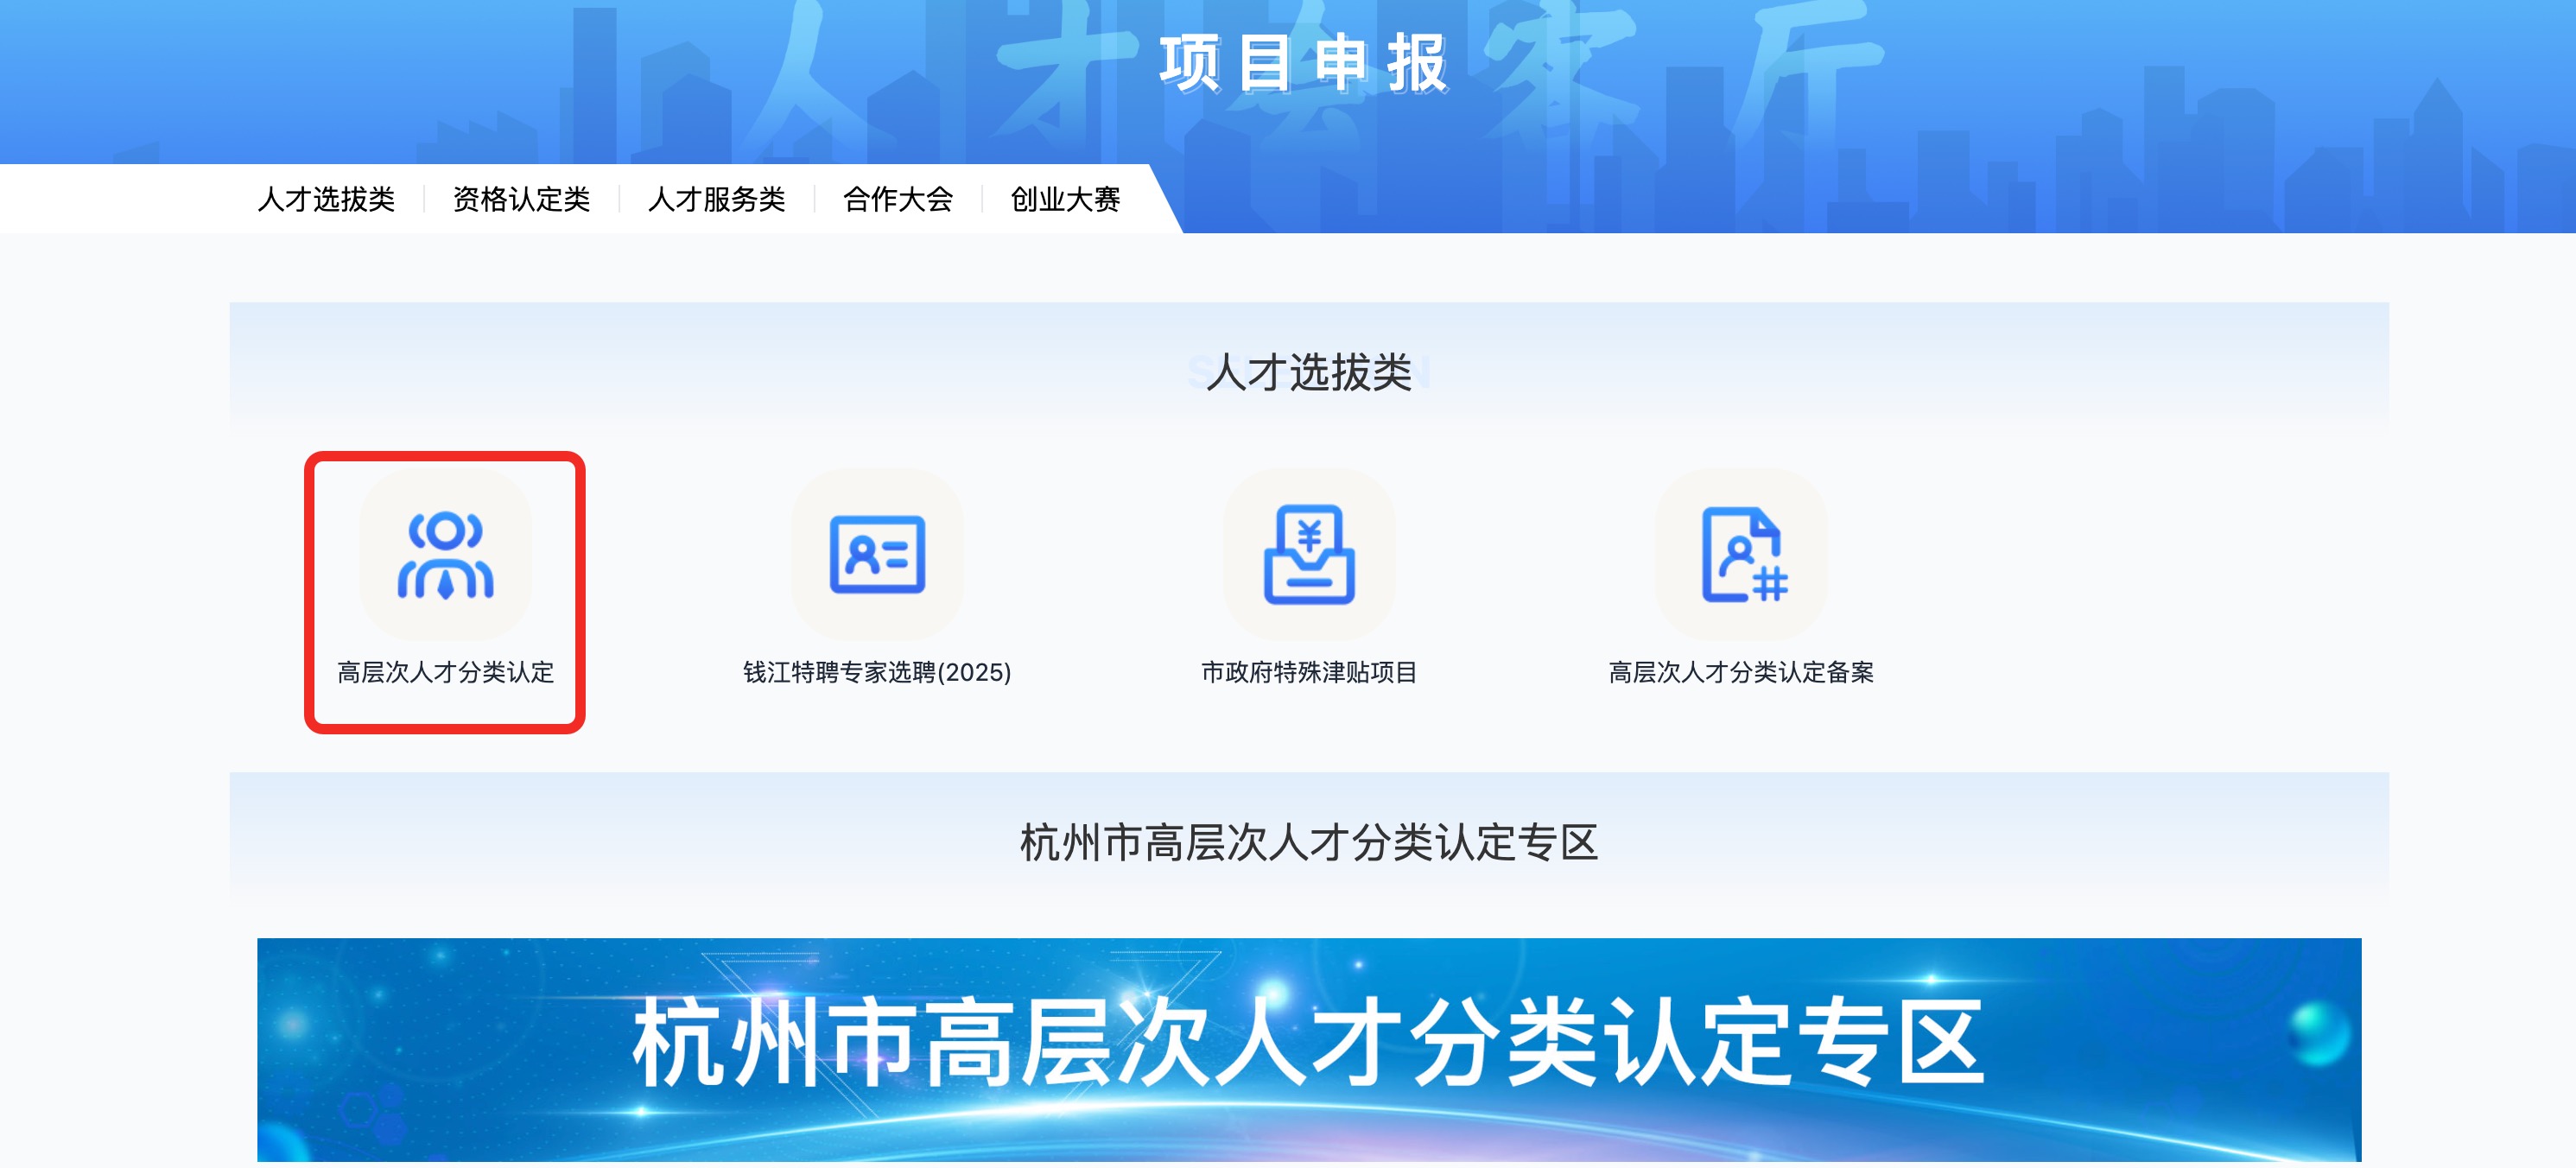 人才会客厅
项目申报
人才选拔类
资格认定类
人才服务类
合作大会
创业大赛
人才选拔类
高层次人才分类认定
钱江特聘专家选聘(2025)
市政府特殊津贴项目
高层次人才分类认定备案
杭州市高层次人才分类认定专区
杭州市高层次人才分类认定专区